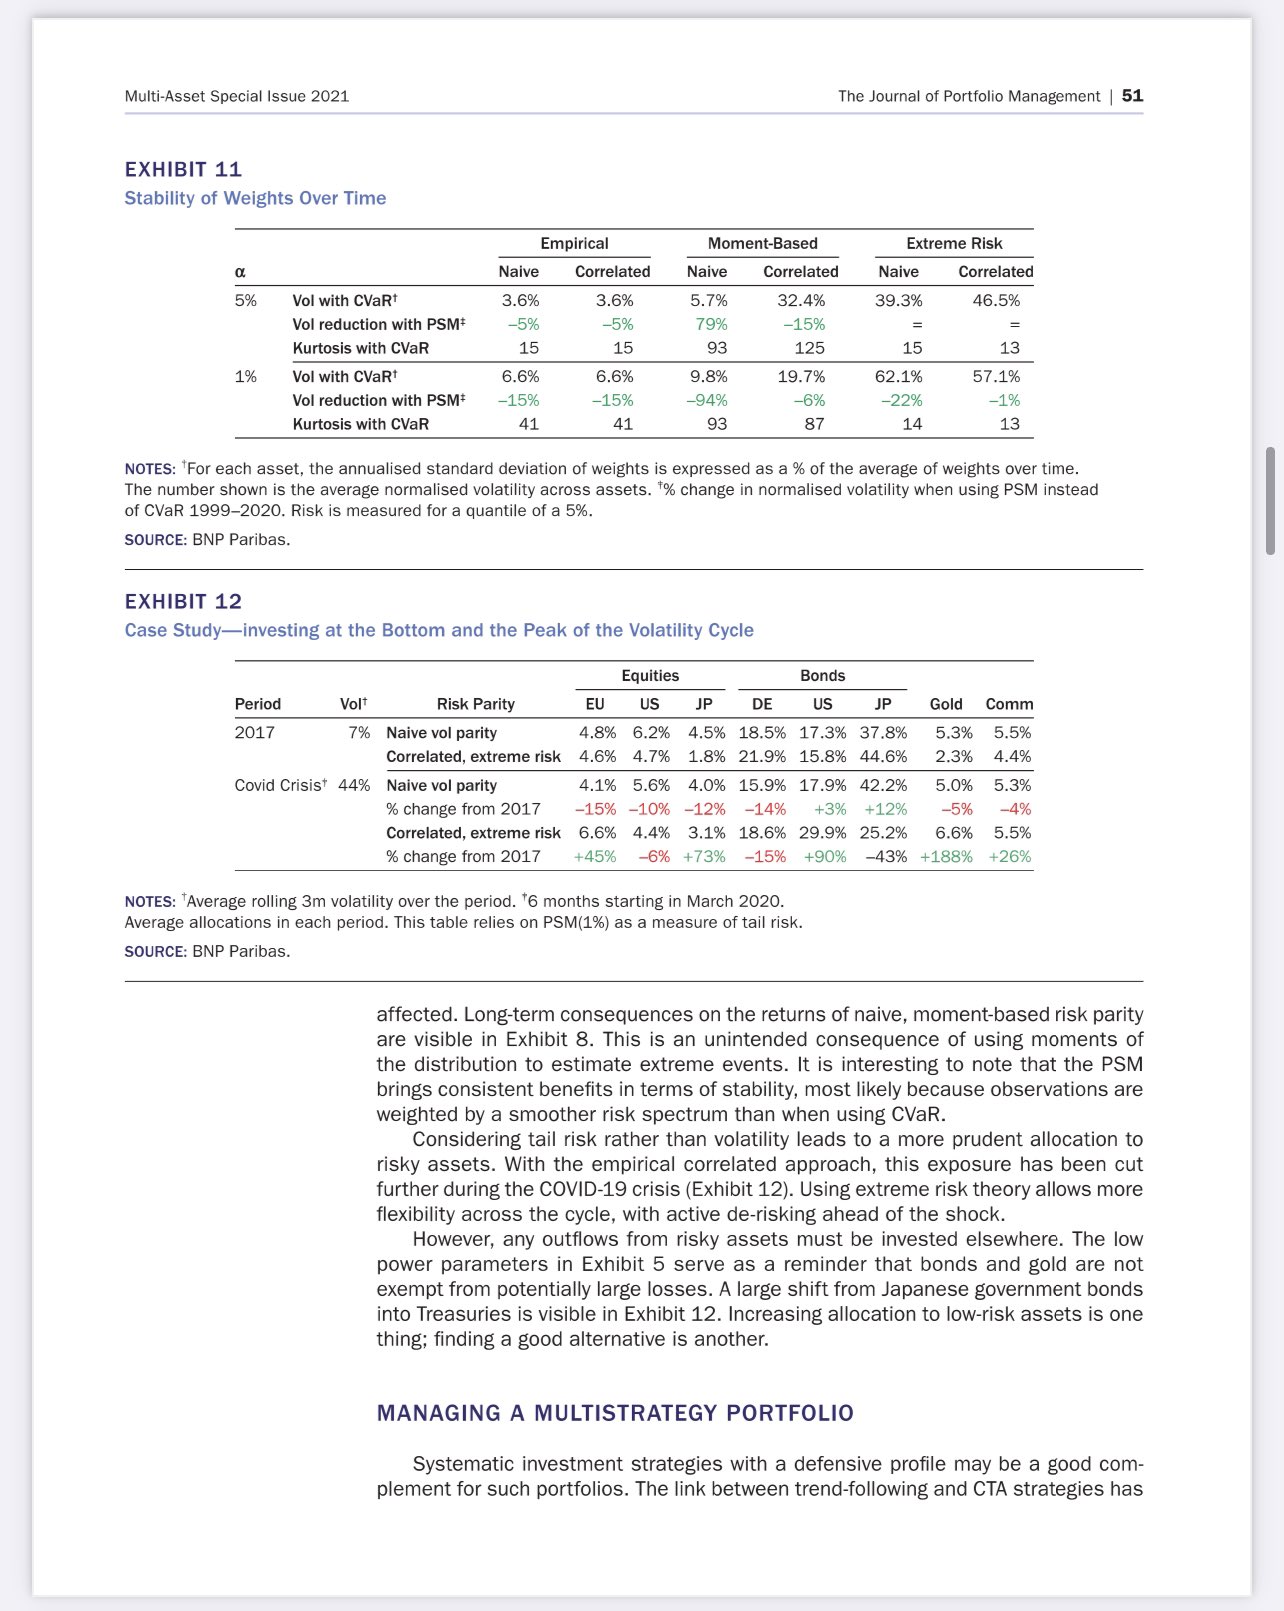 Multi-Asset Special Issue 2021 The Journal of Portfolio Management | 51
EXHIBIT 11
Stability of Weights Over Time
Empirical Moment-Based Extreme Risk
α Naive Correlated Naive Correlated Naive Correlated
5% Vol with CVaR† 3.6% 3.6% 5.7% 32.4% 39.3% 46.5%
Vol reduction with PSM‡ –5% –5% 79% –15% = =
Kurtosis with CVaR 15 15 93 125 15 13
1% Vol with CVaR† 6.6% 6.6% 9.8% 19.7% 62.1% 57.1%
Vol reduction with PSM‡ –15% –15% –94% –6% –22% –1%
Kurtosis with CVaR 41 41 93 87 14 13
NOTES: †For each asset, the annualised standard deviation of weights is expressed as a % of the average of weights over time.
The number shown is the average normalised volatility across assets. ‡% change in normalised volatility when using PSM instead
of CVaR 1999–2020. Risk is measured for a quantile of a 5%.
SOURCE: BNP Paribas.
EXHIBIT 12
Case Study—investing at the Bottom and the Peak of the Volatility Cycle
Equities Bonds
Period Vol† Risk Parity EU US JP DE US JP Gold Comm
2017 7% Naive vol parity 4.8% 6.2% 4.5% 18.5% 17.3% 37.8% 5.3% 5.5%
Correlated, extreme risk 4.6% 4.7% 1.8% 21.9% 15.8% 44.6% 2.3% 4.4%
Covid Crisis† 44% Naive vol parity 4.1% 5.6% 4.0% 15.9% 17.9% 42.2% 5.0% 5.3%
% change from 2017 –15% –10% –12% –14% +3% +12% –5% –4%
Correlated, extreme risk 6.6% 4.4% 3.1% 18.6% 29.9% 25.2% 6.6% 5.5%
% change from 2017 +45% –6% +73% –15% +90% –43% +188% +26%
NOTES: †Average rolling 3m volatility over the period. ‡6 months starting in March 2020.
Average allocations in each period. This table relies on PSM(1%) as a measure of tail risk.
SOURCE: BNP Paribas.
affected. Long-term consequences on the returns of naive, moment-based risk parity
are visible in Exhibit 8. This is an unintended consequence of using moments of
the distribution to estimate extreme events. It is interesting to note that the PSM
brings consistent benefits in terms of stability, most likely because observations are
weighted by a smoother risk spectrum than when using CVaR.
Considering tail risk rather than volatility leads to a more prudent allocation to
risky assets. With the empirical correlated approach, this exposure has been cut
further during the COVID-19 crisis (Exhibit 12). Using extreme risk theory allows more
flexibility across the cycle, with active de-risking ahead of the shock.
However, any outflows from risky assets must be invested elsewhere. The low
power parameters in Exhibit 5 serve as a reminder that bonds and gold are not
exempt from potentially large losses. A large shift from Japanese government bonds
into Treasuries is visible in Exhibit 12. Increasing allocation to low-risk assets is one
thing; finding a good alternative is another.
MANAGING A MULTISTRATEGY PORTFOLIO
Systematic investment strategies with a defensive profile may be a good com-
plement for such portfolios. The link between trend-following and CTA strategies has